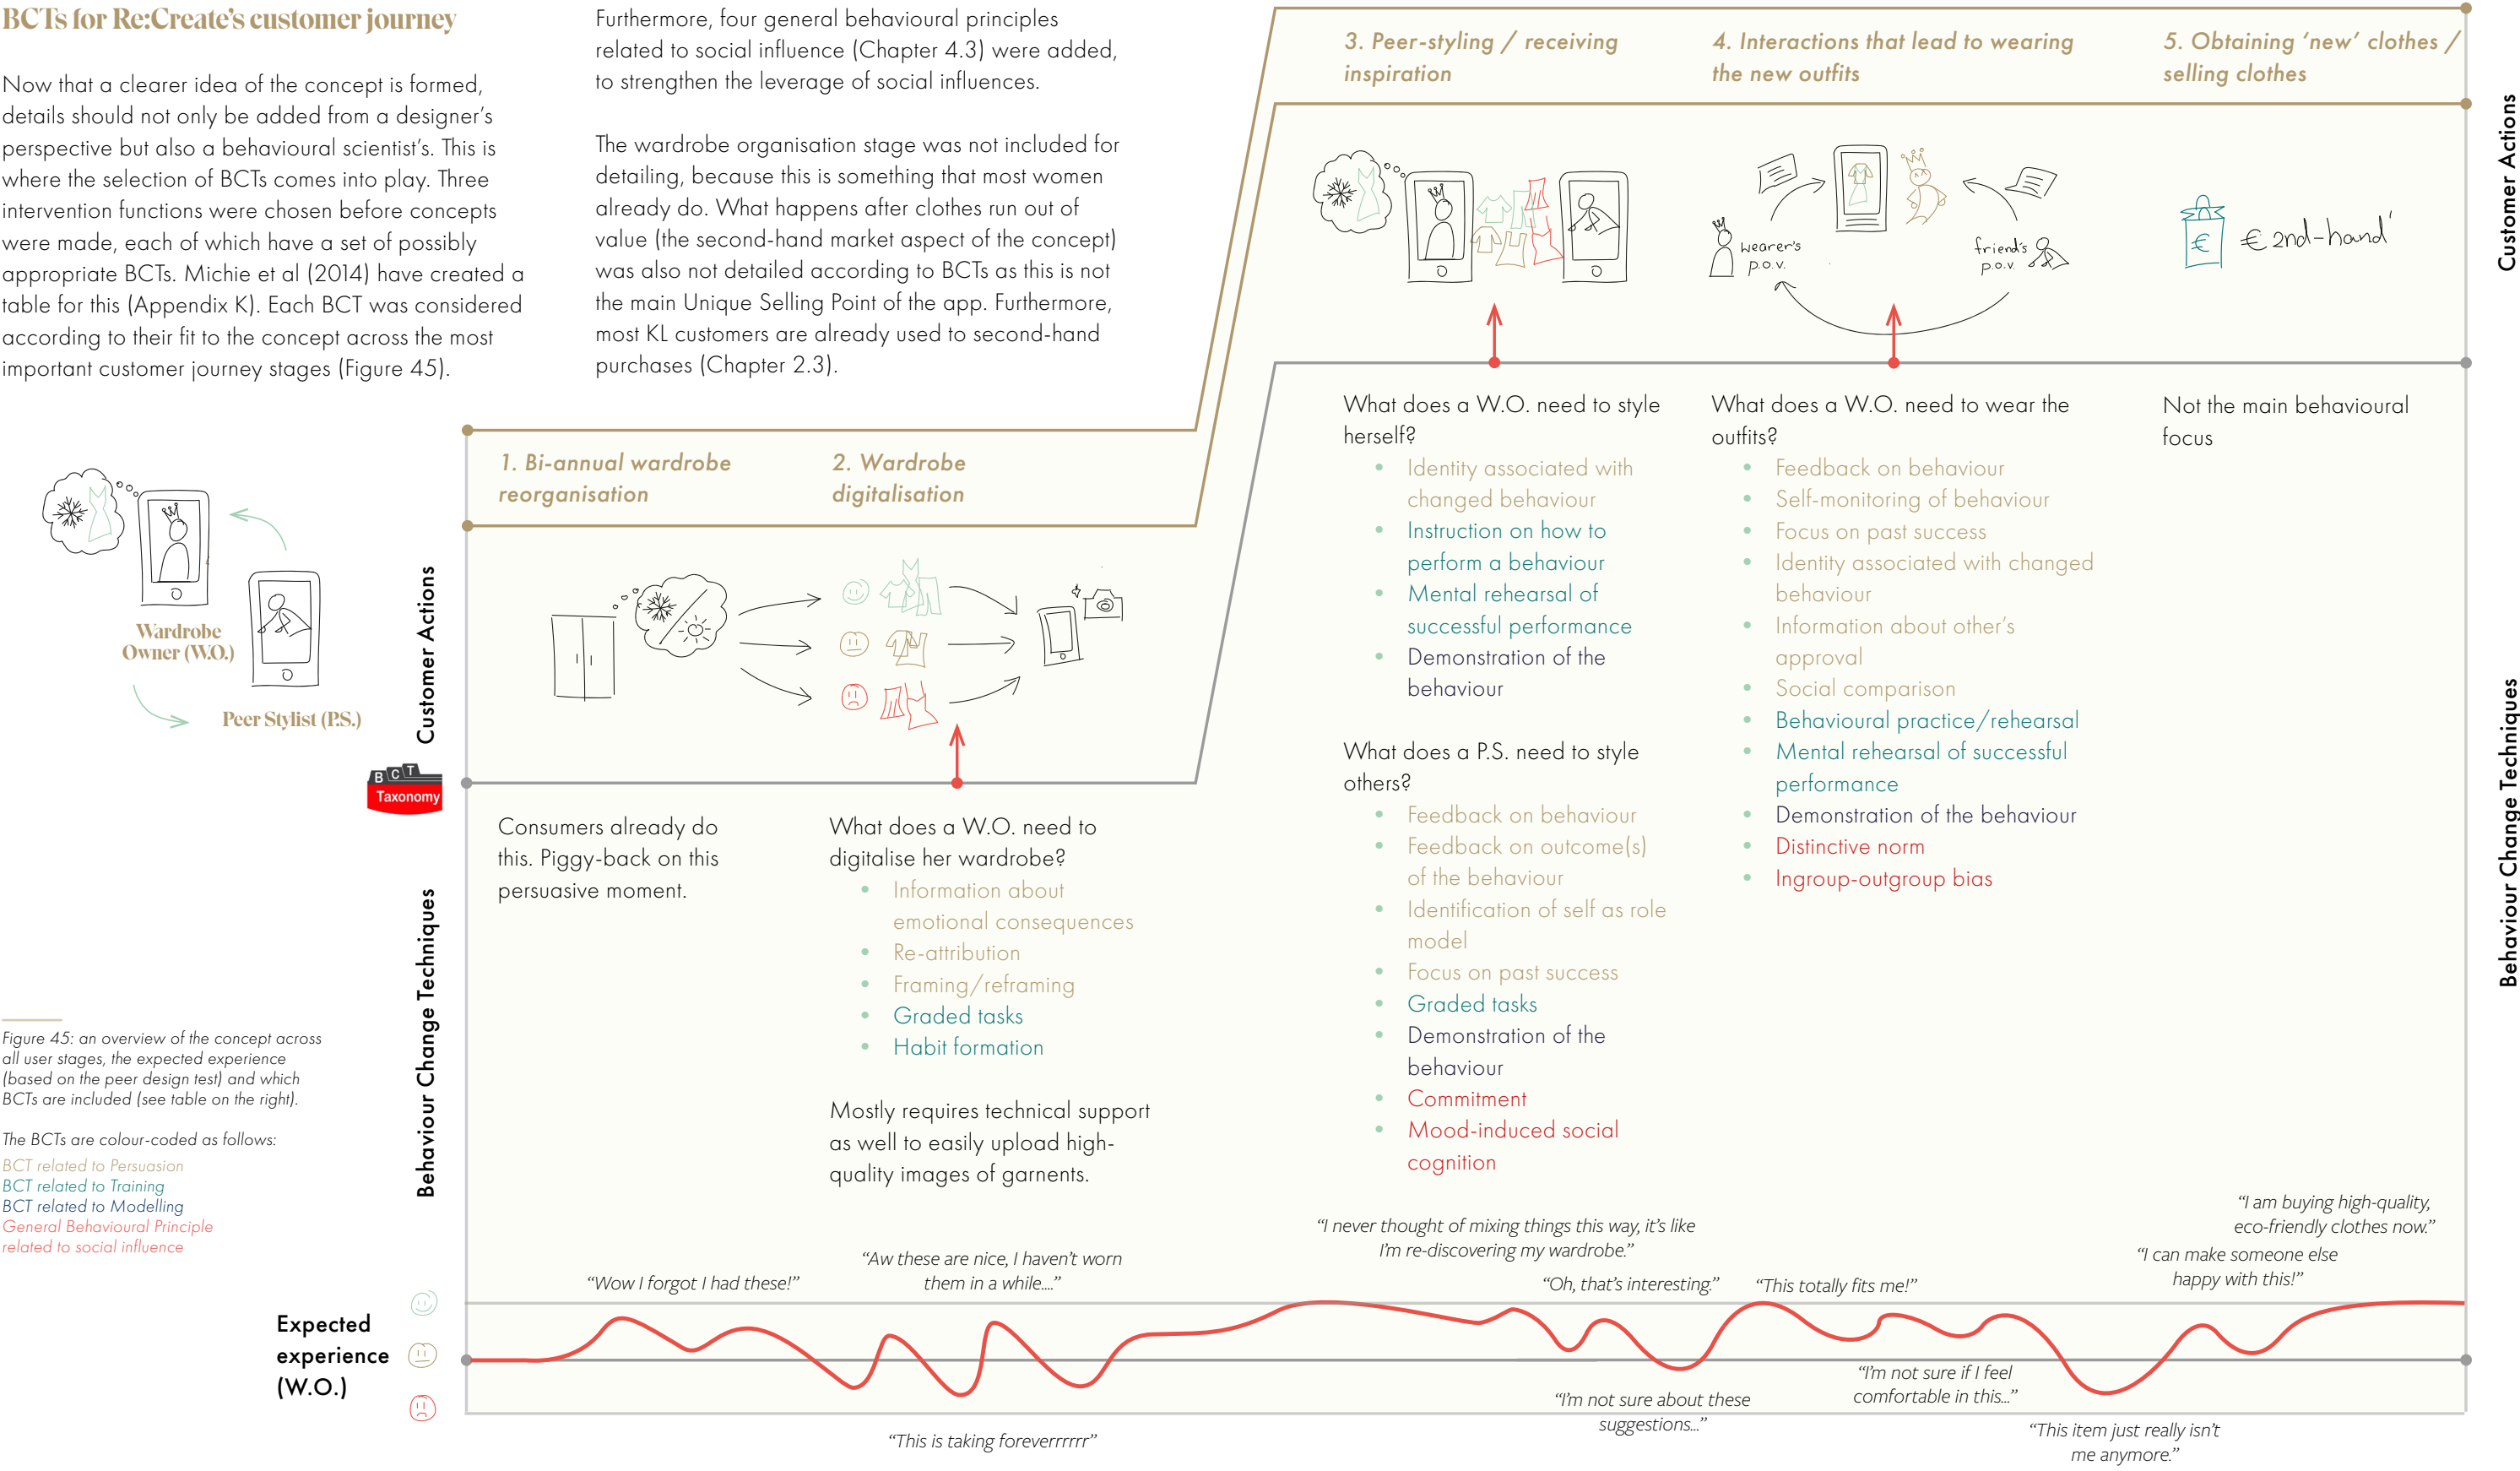 BCTs for Re:Create's customer journey
Now that a clearer idea of the concept is formed,
details should not only be added from a designer's
perspective but also a behavioural scientist's. This is
where the selection of BCTs comes into play. Three
intervention functions were chosen before concepts
were made, each of which have a set of possibly
appropriate BCTs. Michie et al (2014) have created a
table for this (Appendix K). Each BCT was considered
according to their fit to the concept across the most
important customer journey stages (Figure 45).
Furthermore, four general behavioural principles
related to social influence (Chapter 4.3) were added,
to strengthen the leverage of social influences.
The wardrobe organisation stage was not included for
detailing, because this is something that most women
already do. What happens after clothes run out of
value (the second-hand market aspect of the concept)
was also not detailed according to BCTs as this is not
the main Unique Selling Point of the app. Furthermore,
most KL customers are already used to second-hand
purchases (Chapter 2.3).
Wardrobe
Owner (W.O.)
Peer Stylist (P.S.)
Customer Actions
B C T
Taxonomy
Behaviour Change Techniques
1. Bi-annual wardrobe
reorganisation
2. Wardrobe
digitalisation
3. Peer-styling / receiving
inspiration
4. Interactions that lead to wearing
the new outfits
5. Obtaining ‘new’ clothes /
selling clothes
wearer's
p.o.v.
friend's
p.o.v.
€
€ 2nd-hand
Customer Actions
Consumers already do
this. Piggy-back on this
persuasive moment.
What does a W.O. need to
digitalise her wardrobe?
• Information about
emotional consequences
• Re-attribution
• Framing/reframing
• Graded tasks
• Habit formation
Mostly requires technical support
as well to easily upload high-
quality images of garnents.
What does a W.O. need to style
herself?
• Identity associated with
changed behaviour
• Instruction on how to
perform a behaviour
• Mental rehearsal of
successful performance
• Demonstration of the
behaviour
What does a P.S. need to style
others?
• Feedback on behaviour
• Feedback on outcome(s)
of the behaviour
• Identification of self as role
model
• Focus on past success
• Graded tasks
• Demonstration of the
behaviour
• Commitment
• Mood-induced social
cognition
What does a W.O. need to wear the
outfits?
• Feedback on behaviour
• Self-monitoring of behaviour
• Focus on past success
• Identity associated with changed
behaviour
• Information about other's
approval
• Social comparison
• Behavioural practice/rehearsal
• Mental rehearsal of successful
performance
• Demonstration of the behaviour
• Distinctive norm
• Ingroup-outgroup bias
Not the main behavioural
focus
Behaviour Change Techniques
Figure 45: an overview of the concept across
all user stages, the expected experience
(based on the peer design test) and which
BCTs are included (see table on the right).
The BCTs are colour-coded as follows:
BCT related to Persuasion
BCT related to Training
BCT related to Modelling
General Behavioural Principle
related to social influence
Expected
experience
(W.O.)
“Wow I forgot I had these!”
“Aw these are nice, I haven't worn
them in a while....”
“This is taking foreverrrrrr”
“I never thought of mixing things this way, it's like
I'm re-discovering my wardrobe.”
“Oh, that's interesting.”
“I'm not sure about these
suggestions...”
“This totally fits me!”
“I'm not sure if I feel
comfortable in this...”
“This item just really isn't
me anymore.”
“I can make someone else
happy with this!”
“I am buying high-quality,
eco-friendly clothes now.”